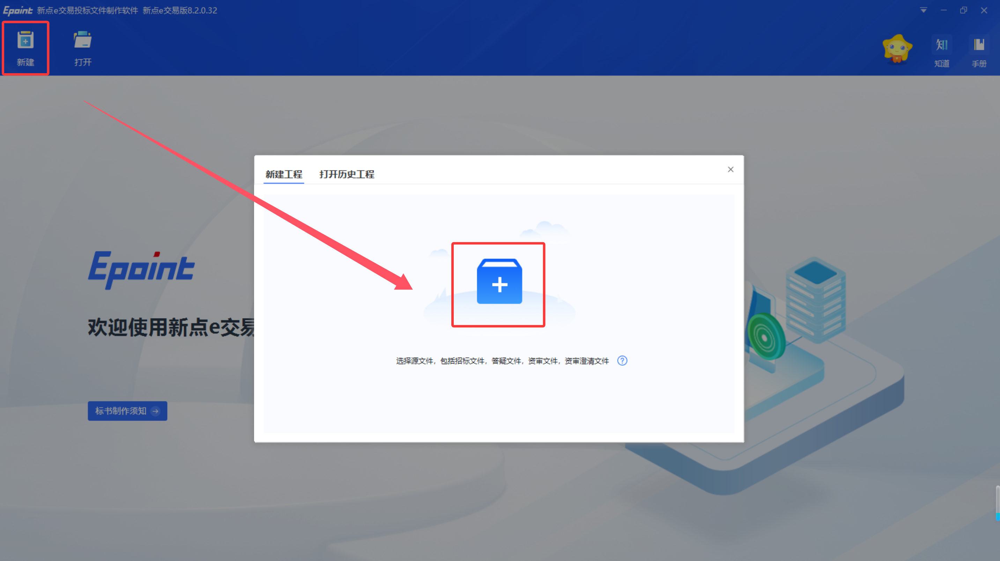 Epoint 新点e交易投标文件制作软件 新点e交易版8.2.0.32
新建
打开
知
知道
手册
新建工程
打开历史工程
Epoint
欢迎使用新点e交易
选择源文件，包括招标文件，答疑文件，资审文件，资审澄清文件 ?
标书制作须知 →